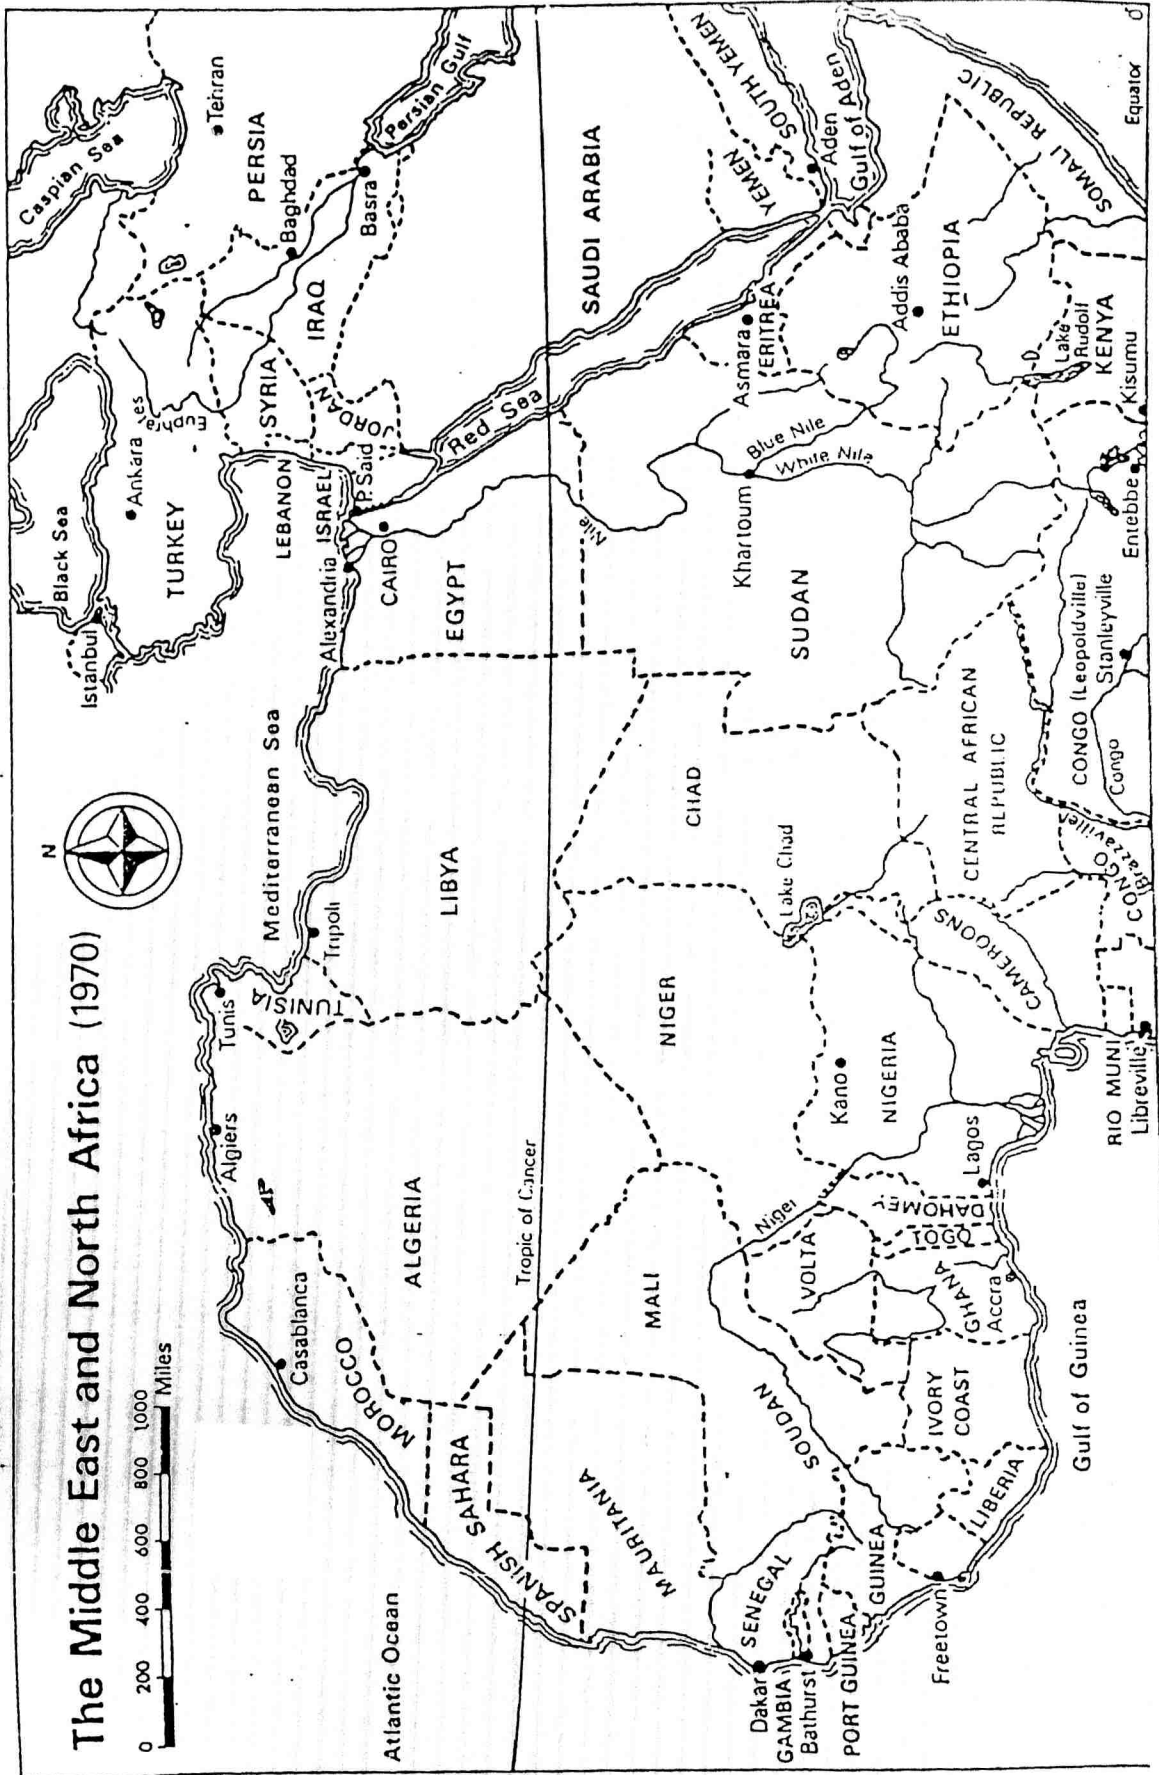 The Middle East and North Africa (1970)
0 200 400 600 800 1000
Miles
N
Atlantic Ocean
Mediterranean Sea
Black Sea
Caspian Sea
Istanbul
Ankara
TURKEY
Euphrates
Tehran
PERSIA
Baghdad
Basra
Persian Gulf
IRAQ
SYRIA
JORDAN
LEBANON
ISRAEL
P. Said
Alexandria
CAIRO
EGYPT
Red Sea
SAUDI ARABIA
YEMEN
SOUTH YEMEN
Aden
Gulf of Aden
Tunis
TUNISIA
Tripoli
LIBYA
Algiers
ALGERIA
Casablanca
MOROCCO
SPANISH SAHARA
Tropic of Cancer
MAURITANIA
MALI
NIGER
CHAD
Nile
SUDAN
Khartoum
Blue Nile
White Nile
Asmara
ERITREA
Addis Ababa
ETHIOPIA
SOMALI REPUBLIC
Lake Rudolf
KENYA
Kisumu
Entebbe
Equator
0
SOUDAN
SENEGAL
Dakar
GAMBIA
Bathurst
PORT GUINEA
GUINEA
Freetown
LIBERIA
IVORY COAST
VOLTA
GHANA
Accra
TOGO
DAHOMEY
Niger
Lagos
Kano
NIGERIA
Lake Chad
CAMEROONS
CENTRAL AFRICAN REPUBLIC
CONGO (Leopoldville)
Stanleyville
Congo
CONGO (Brazzaville)
RIO MUNI
Libreville
Gulf of Guinea